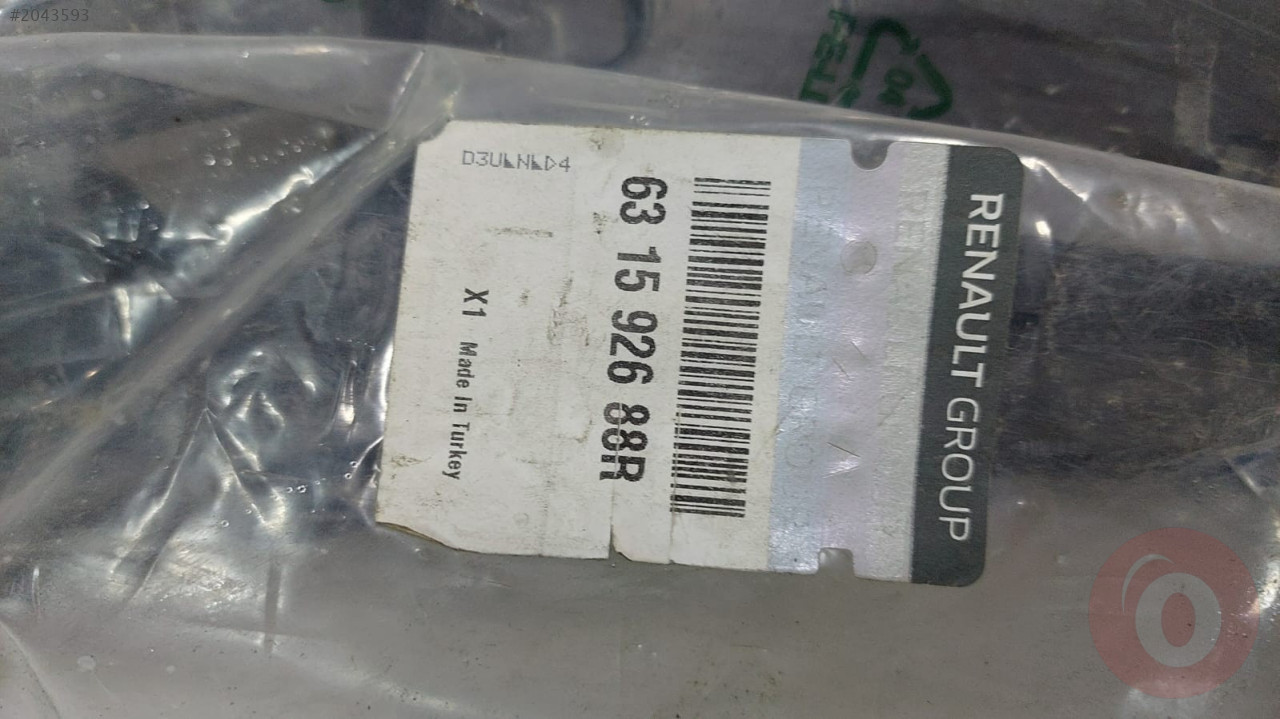 #2043593
RENAULT GROUP
63 15 926 88R
X1 Made In Turkey